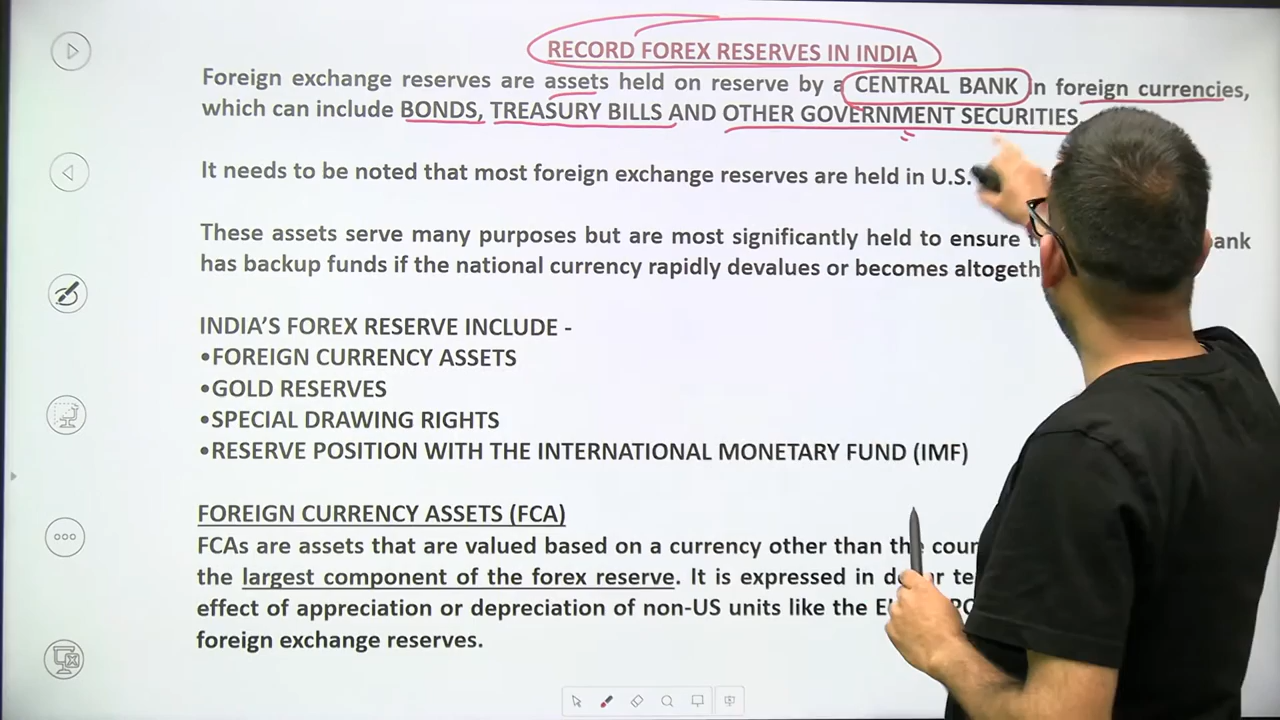 RECORD FOREX RESERVES IN INDIA
Foreign exchange reserves are assets held on reserve by a CENTRAL BANK in foreign currencies,
which can include BONDS, TREASURY BILLS AND OTHER GOVERNMENT SECURITIES.
It needs to be noted that most foreign exchange reserves are held in U.S.
These assets serve many purposes but are most significantly held to ensure
has backup funds if the national currency rapidly devalues or becomes
INDIA'S FOREX RESERVE INCLUDE -
•FOREIGN CURRENCY ASSETS
•GOLD RESERVES
•SPECIAL DRAWING RIGHTS
•RESERVE POSITION WITH THE INTERNATIONAL MONETARY FUND (IMF)
FOREIGN CURRENCY ASSETS (FCA)
FCAs are assets that are valued based on a currency other than the
the largest component of the forex reserve. It is expressed in
effect of appreciation or depreciation of non-US units like the
foreign exchange reserves.